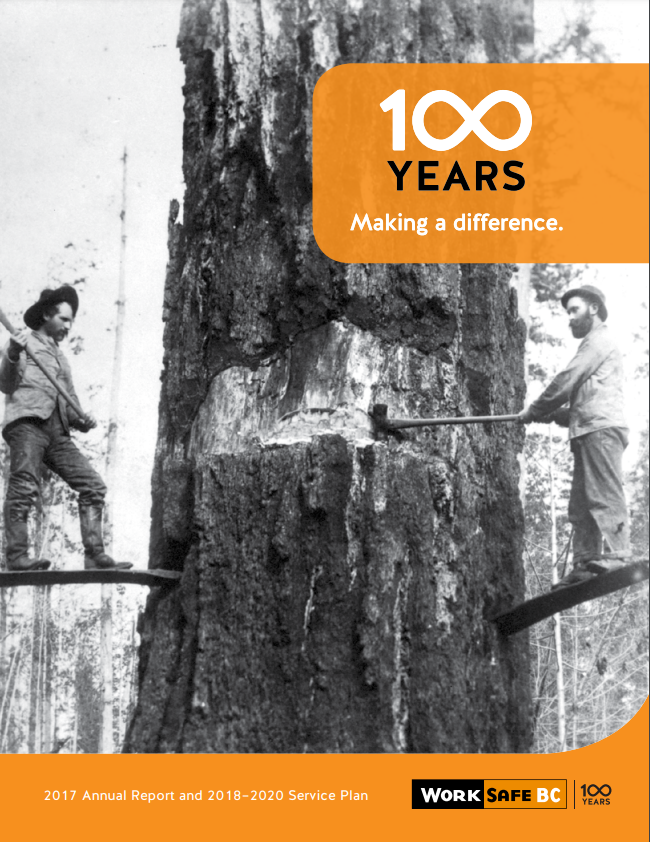 100
YEARS
Making a difference.
2017 Annual Report and 2018–2020 Service Plan
WORK SAFE BC
100
YEARS